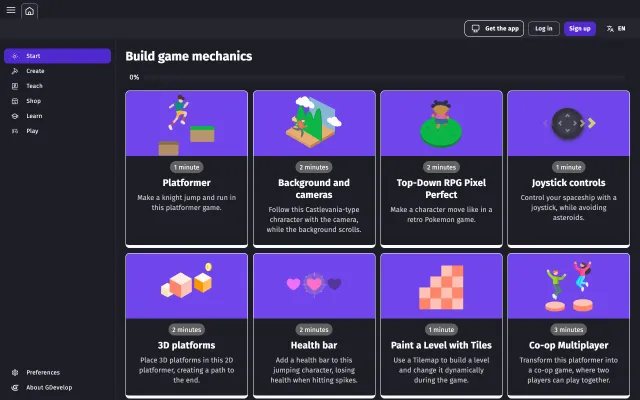 Get the app
Log in
Sign up
EN
Start
Create
Teach
Shop
Learn
Play
Preferences
About GDevelop
Build game mechanics
0%
1 minute
Platformer
Make a knight jump and run in
this platformer game.
2 minutes
Background and
cameras
Follow this Castlevania-type
character with the camera,
while the background scrolls.
2 minutes
Top-Down RPG Pixel
Perfect
Make a character move like in a
retro Pokemon game.
1 minute
Joystick controls
Control your spaceship with a
joystick, while avoiding
asteroids.
2 minutes
3D platforms
Place 3D platforms in this 2D
platformer, creating a path to
the end.
2 minutes
Health bar
Add a health bar to this
jumping character, losing
health when hitting spikes.
1 minute
Paint a Level with Tiles
Use a Tilemap to build a level
and change it dynamically
during the game.
3 minutes
Co-op Multiplayer
Transform this platformer into
a co-op game, where two
players can play together.